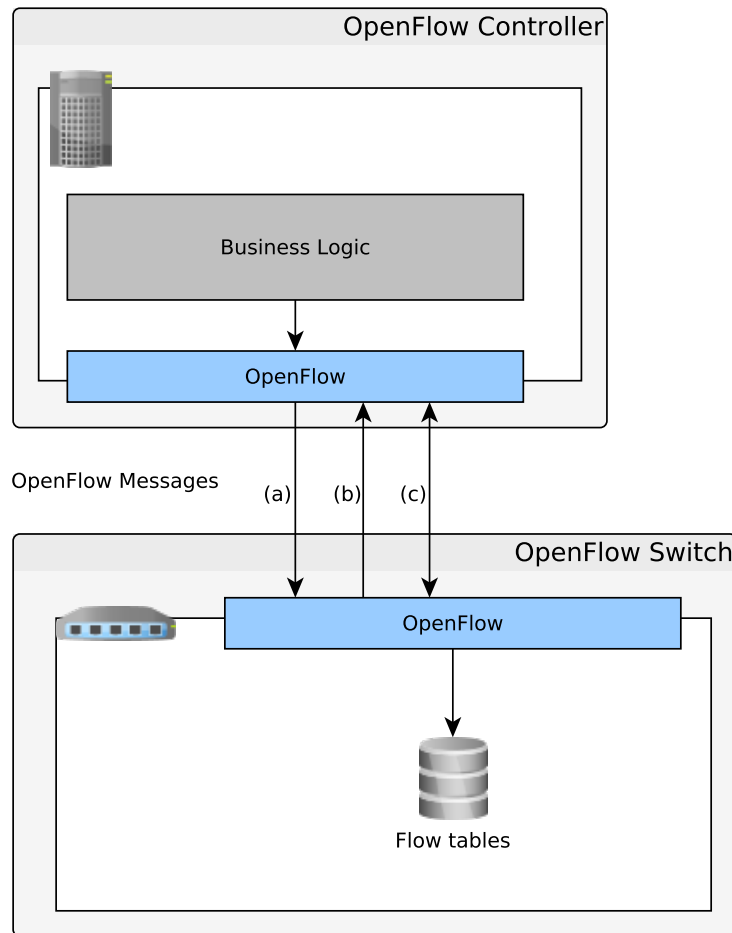 OpenFlow Controller
Business Logic
OpenFlow
OpenFlow Messages
(a)
(b)
(c)
OpenFlow Switch
OpenFlow
Flow tables